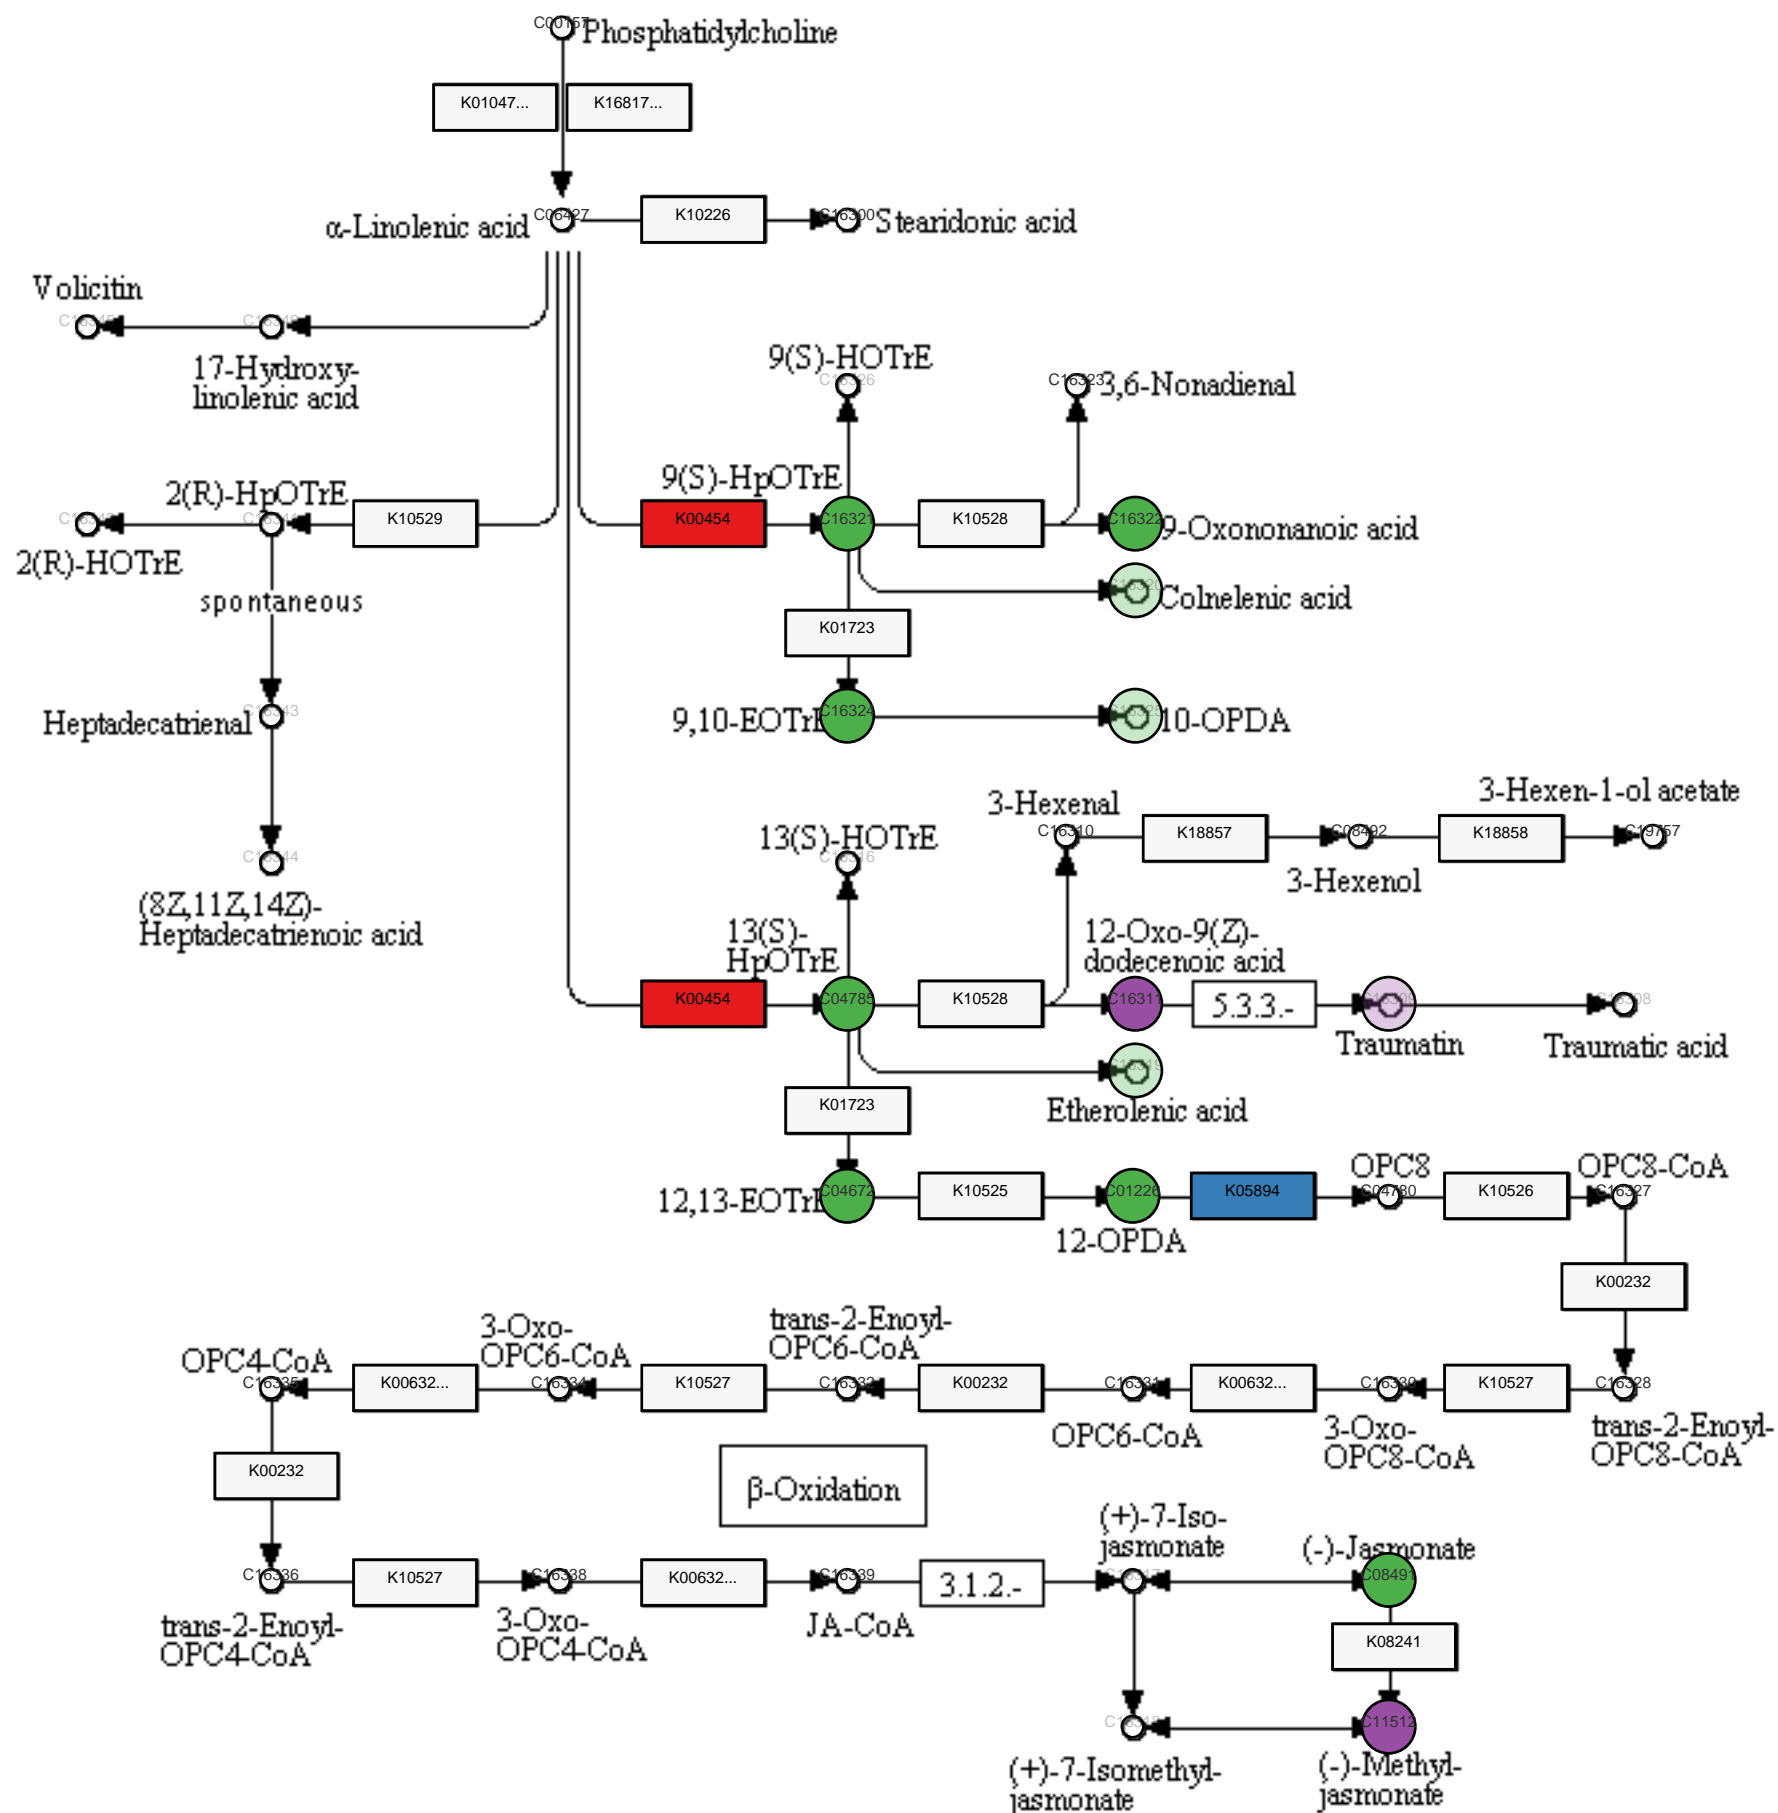 C00157
Phosphatidylcholine
K01047...
K16817...
α-Linolenic acid
C06427
K10226
C16300
Stearidonic acid
Volicitin
17-Hydroxy-
linolenic acid
9(S)-HOTrE
C16326
C16323
3,6-Nonadienal
2(R)-HpOTrE
K10529
2(R)-HOTrE
9(S)-HpOTrE
K00454
C16321
K10528
C16322
9-Oxononanoic acid
Colnelenic acid
spontaneous
K01723
Heptadecatrienal
C16343
9,10-EOTrE
C16324
10-OPDA
3-Hexenal
C16310
K18857
C08492
3-Hexenol
K18858
3-Hexen-1-ol acetate
C19757
13(S)-HOTrE
C16316
C16344
(8Z,11Z,14Z)-
Heptadecatrienoic acid
13(S)-
HpOTrE
12-Oxo-9(Z)-
dodecenoic acid
K00454
C04785
K10528
C16311
5.3.3.-
C16309
Traumatin
C16308
Traumatic acid
Etherolenic acid
K01723
12,13-EOTrE
C04672
K10525
C01226
12-OPDA
K05894
OPC8
C04780
K10526
OPC8-CoA
C16327
K00232
OPC4-CoA
C16335
K00632...
3-Oxo-
OPC6-CoA
C16334
K10527
trans-2-Enoyl-
OPC6-CoA
C16332
K00232
C16331
OPC6-CoA
K00632...
C16330
3-Oxo-
OPC8-CoA
K10527
C16328
trans-2-Enoyl-
OPC8-CoA
K00232
β-Oxidation
C16336
trans-2-Enoyl-
OPC4-CoA
K10527
C16338
3-Oxo-
OPC4-CoA
K00632...
C16339
JA-CoA
3.1.2.-
(+)-7-Iso-
jasmonate
(-)-Jasmonate
C08491
K08241
C11512
(+)-7-Isomethyl-
jasmonate
(-)-Methyl-
jasmonate